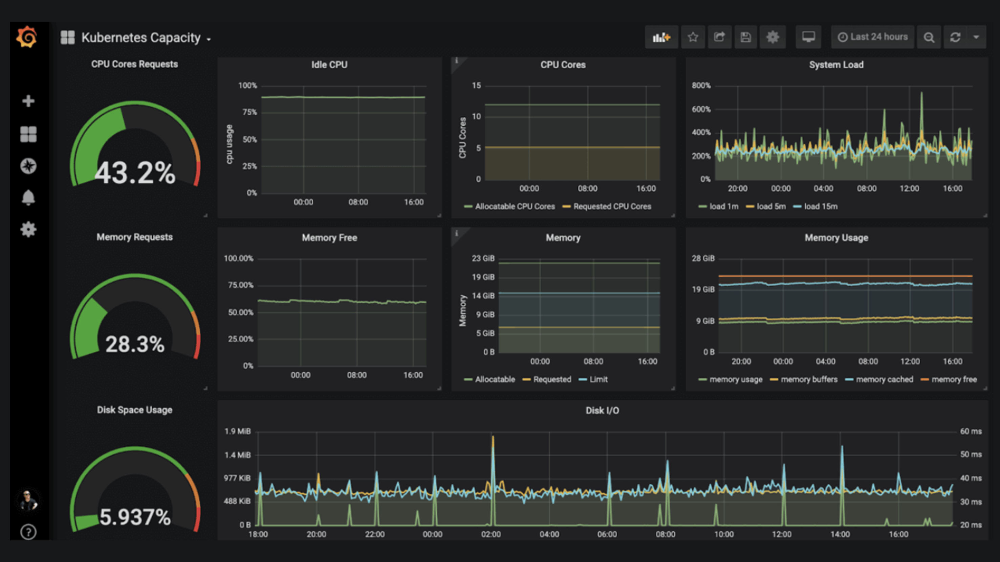 Kubernetes Capacity
Last 24 hours
CPU Cores Requests
43.2%
Idle CPU
cpu usage
100%
75%
50%
25%
0%
00:00 08:00 16:00
i
CPU Cores
CPU Cores
15
10
5
0
00:00 08:00 16:00
Allocatable CPU Cores Requested CPU Cores
System Load
800%
600%
400%
200%
0%
20:00 00:00 04:00 08:00 12:00 16:00
load 1m load 5m load 15m
Memory Requests
28.3%
Memory Free
100.00%
75.00%
50.00%
25.00%
0%
00:00 08:00 16:00
i
Memory
Memory
23 GiB
19 GiB
14 GiB
9 GiB
5 GiB
0 B
00:00 08:00 16:00
Allocatable Requested Limit
Memory Usage
28 GiB
19 GiB
9 GiB
0 B
20:00 00:00 04:00 08:00 12:00 16:00
memory usage memory buffers memory cached memory free
Disk Space Usage
5.937%
Disk I/O
1.9 MiB
1.4 MiB
977 KiB
488 KiB
0 B
60 ms
50 ms
40 ms
30 ms
20 ms
18:00 20:00 22:00 00:00 02:00 04:00 06:00 08:00 10:00 12:00 14:00 16:00
?